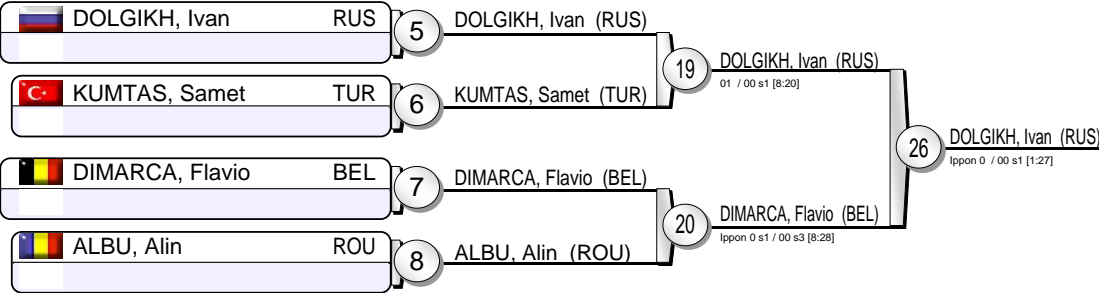 DOLGIKH, Ivan RUS
5
DOLGIKH, Ivan (RUS)
KUMTAS, Samet TUR
6
KUMTAS, Samet (TUR)
19
DOLGIKH, Ivan (RUS)
01 / 00 s1 [8:20]
DIMARCA, Flavio BEL
7
DIMARCA, Flavio (BEL)
ALBU, Alin ROU
8
ALBU, Alin (ROU)
20
DIMARCA, Flavio (BEL)
Ippon 0 s1 / 00 s3 [8:28]
26
DOLGIKH, Ivan (RUS)
Ippon 0 / 00 s1 [1:27]